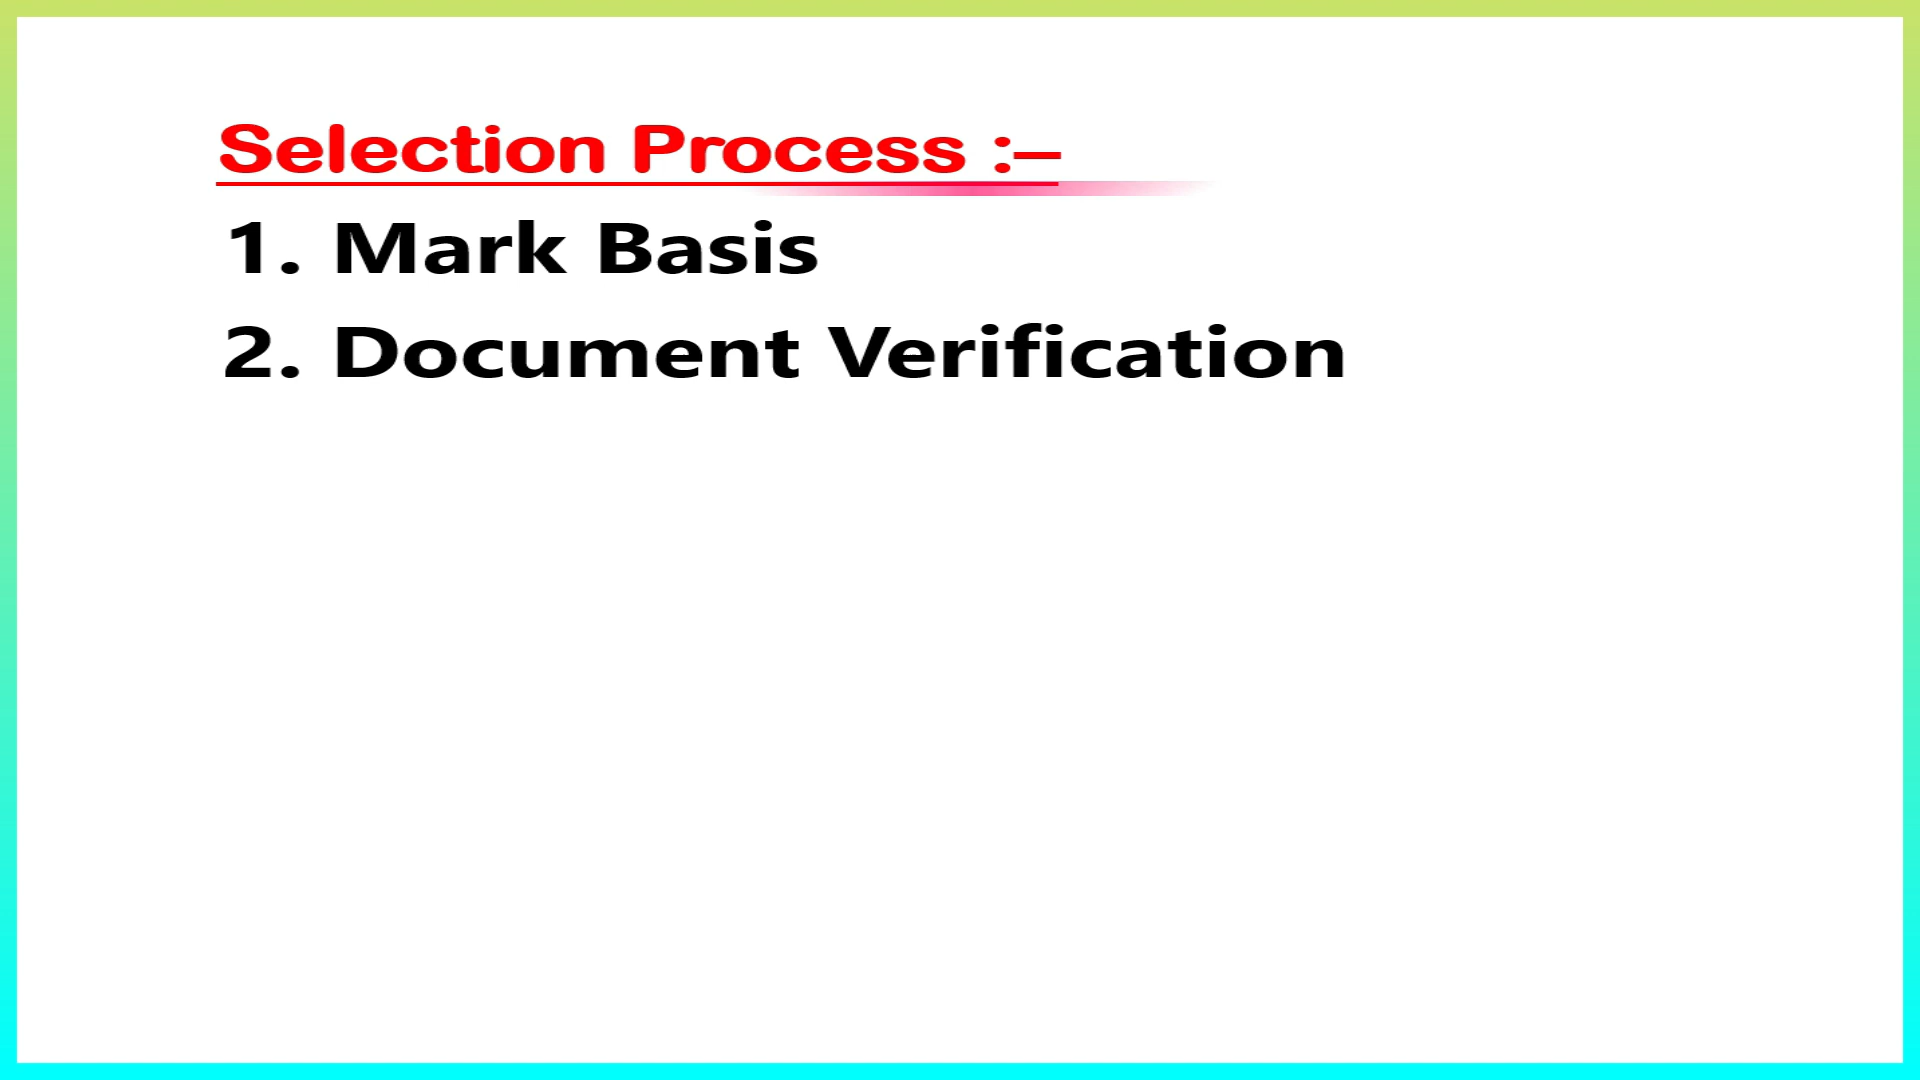 Selection Process :–
1. Mark Basis
2. Document Verification